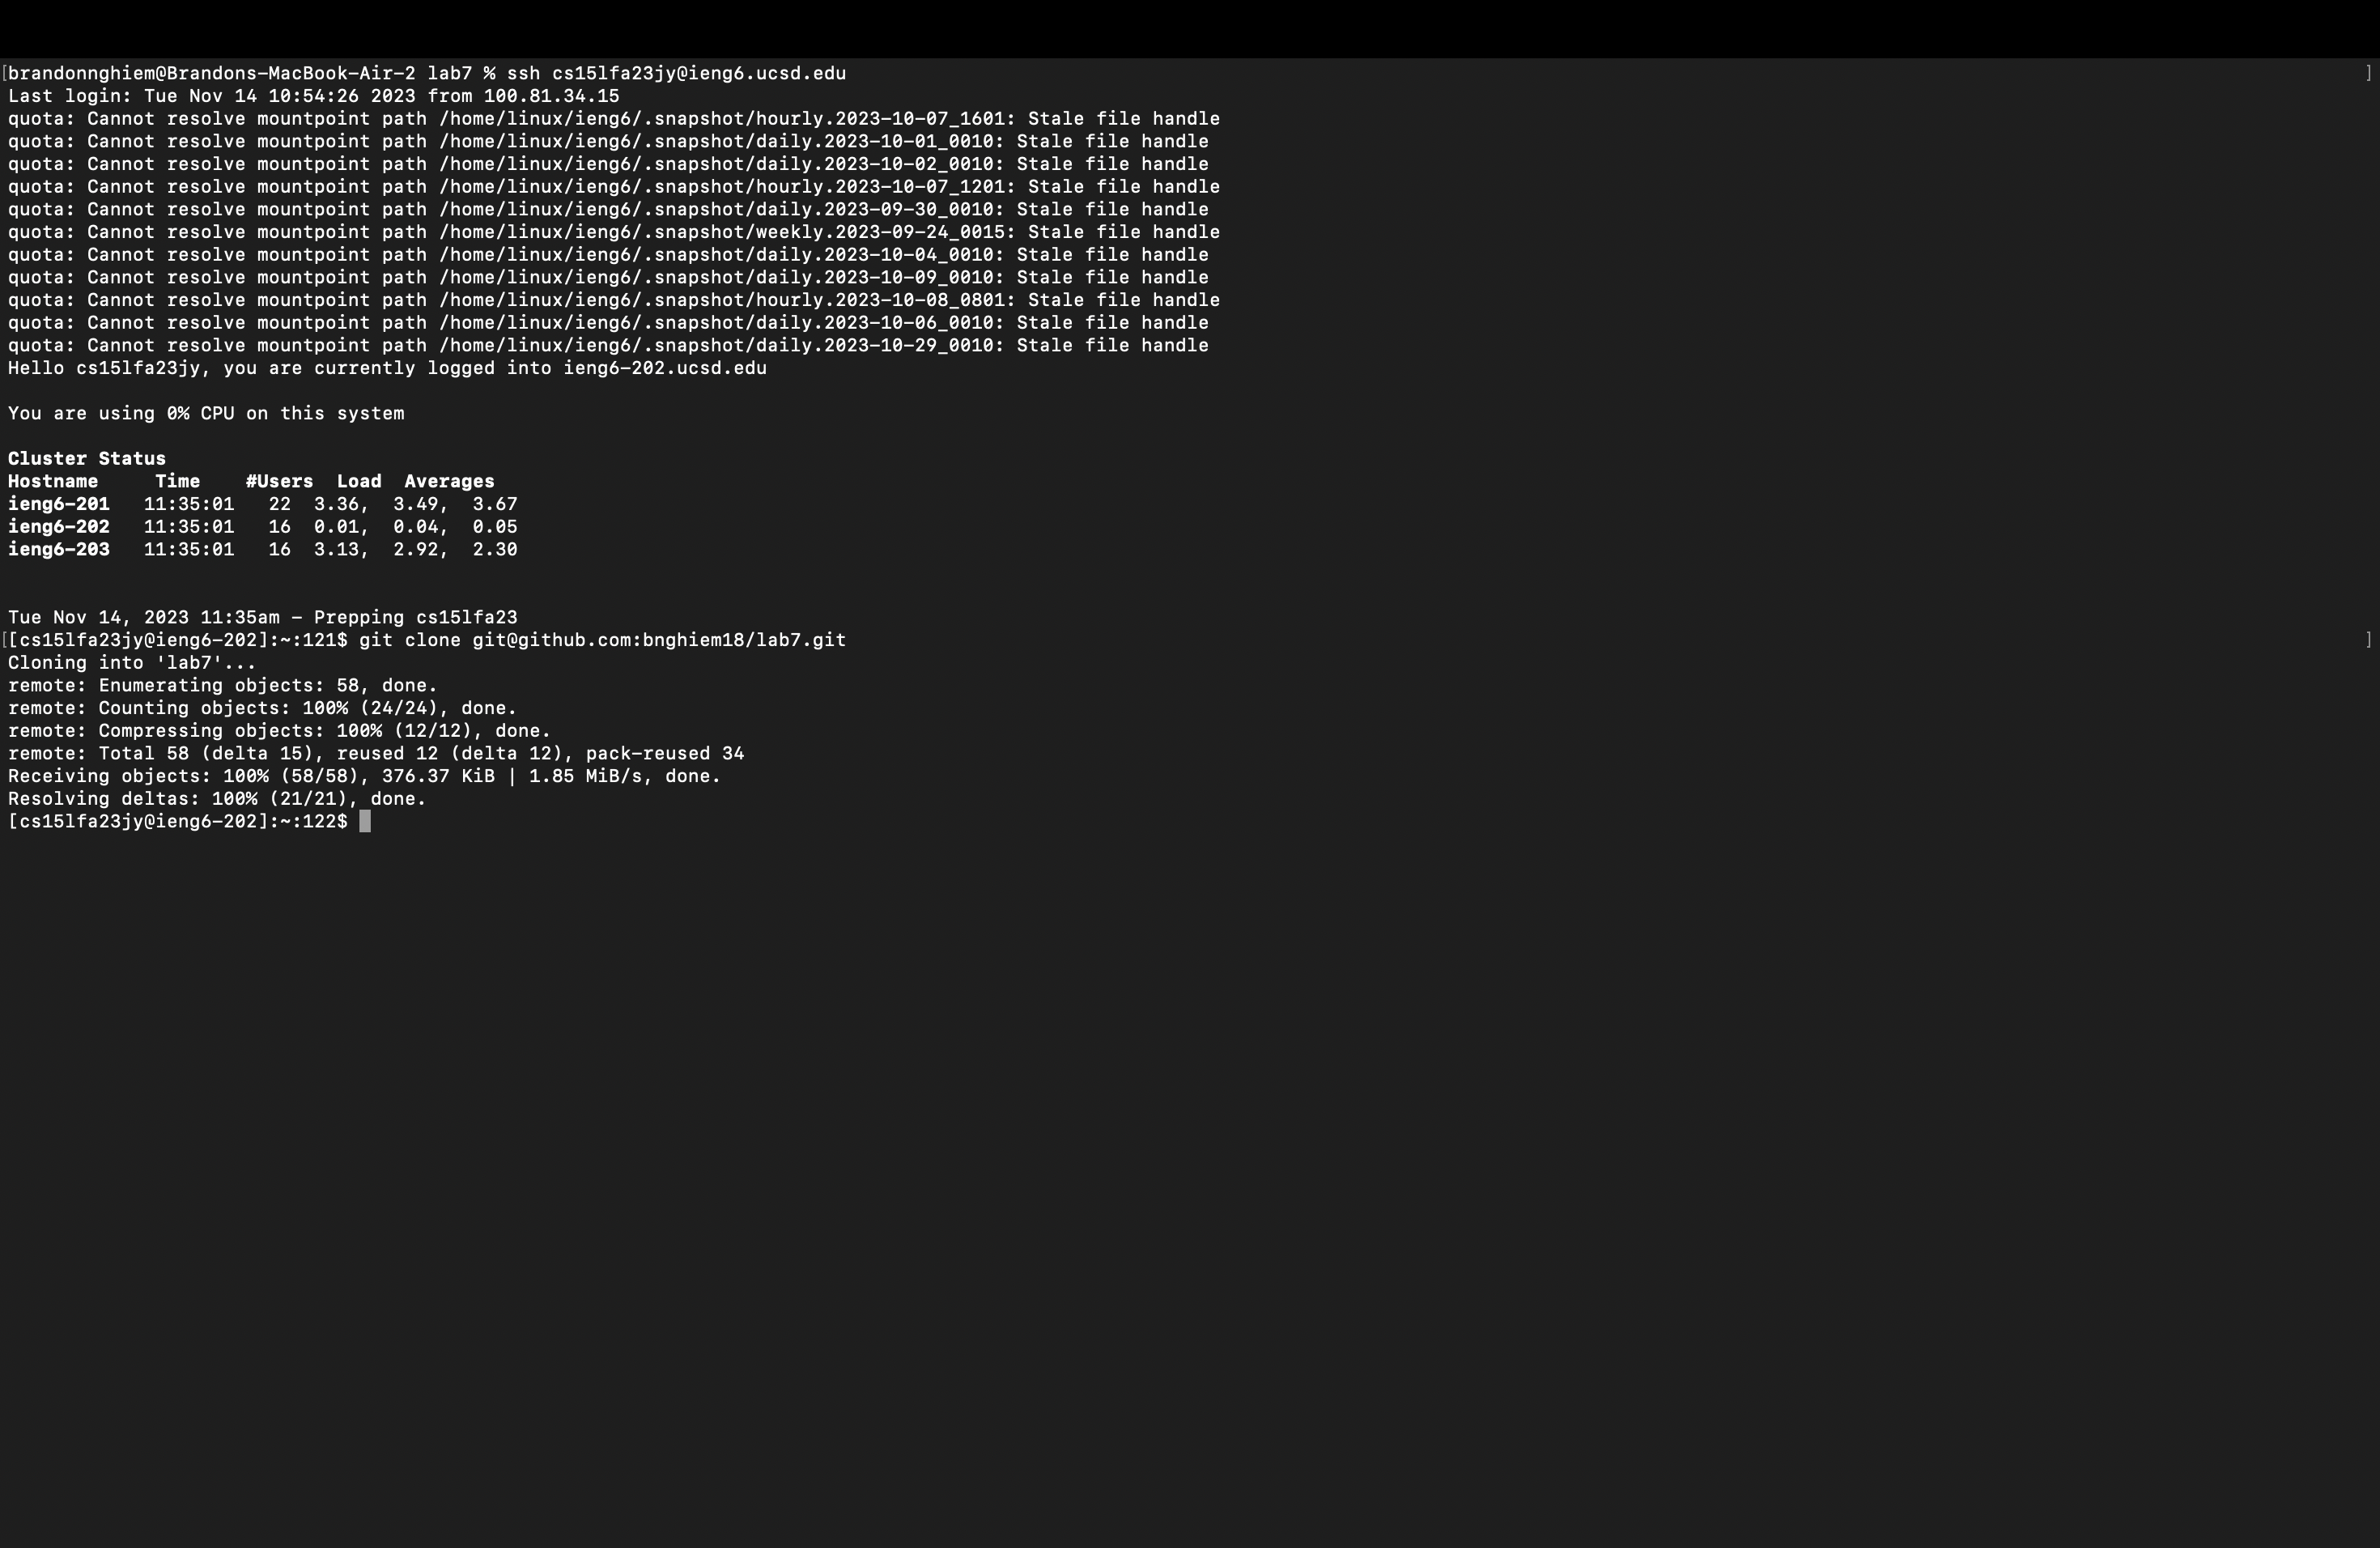 [brandonnghiem@Brandons-MacBook-Air-2 lab7 % ssh cs15lfa23jy@ieng6.ucsd.edu ]
Last login: Tue Nov 14 10:54:26 2023 from 100.81.34.15
quota: Cannot resolve mountpoint path /home/linux/ieng6/.snapshot/hourly.2023-10-07_1601: Stale file handle
quota: Cannot resolve mountpoint path /home/linux/ieng6/.snapshot/daily.2023-10-01_0010: Stale file handle
quota: Cannot resolve mountpoint path /home/linux/ieng6/.snapshot/daily.2023-10-02_0010: Stale file handle
quota: Cannot resolve mountpoint path /home/linux/ieng6/.snapshot/hourly.2023-10-07_1201: Stale file handle
quota: Cannot resolve mountpoint path /home/linux/ieng6/.snapshot/daily.2023-09-30_0010: Stale file handle
quota: Cannot resolve mountpoint path /home/linux/ieng6/.snapshot/weekly.2023-09-24_0015: Stale file handle
quota: Cannot resolve mountpoint path /home/linux/ieng6/.snapshot/daily.2023-10-04_0010: Stale file handle
quota: Cannot resolve mountpoint path /home/linux/ieng6/.snapshot/daily.2023-10-09_0010: Stale file handle
quota: Cannot resolve mountpoint path /home/linux/ieng6/.snapshot/hourly.2023-10-08_0801: Stale file handle
quota: Cannot resolve mountpoint path /home/linux/ieng6/.snapshot/daily.2023-10-06_0010: Stale file handle
quota: Cannot resolve mountpoint path /home/linux/ieng6/.snapshot/daily.2023-10-29_0010: Stale file handle
Hello cs15lfa23jy, you are currently logged into ieng6-202.ucsd.edu
You are using 0% CPU on this system
Cluster Status
Hostname     Time    #Users  Load  Averages
ieng6-201   11:35:01   22  3.36,  3.49,  3.67
ieng6-202   11:35:01   16  0.01,  0.04,  0.05
ieng6-203   11:35:01   16  3.13,  2.92,  2.30
Tue Nov 14, 2023 11:35am - Prepping cs15lfa23
[[cs15lfa23jy@ieng6-202]:~:121$ git clone git@github.com:bnghiem18/lab7.git ]
Cloning into 'lab7'...
remote: Enumerating objects: 58, done.
remote: Counting objects: 100% (24/24), done.
remote: Compressing objects: 100% (12/12), done.
remote: Total 58 (delta 15), reused 12 (delta 12), pack-reused 34
Receiving objects: 100% (58/58), 376.37 KiB | 1.85 MiB/s, done.
Resolving deltas: 100% (21/21), done.
[cs15lfa23jy@ieng6-202]:~:122$